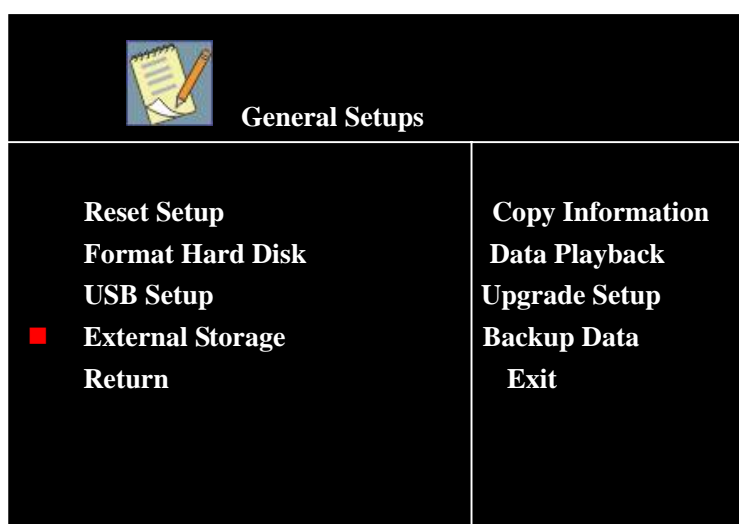 General Setups
Reset Setup
Format Hard Disk
USB Setup
External Storage
Return
Copy Information
Data Playback
Upgrade Setup
Backup Data
Exit